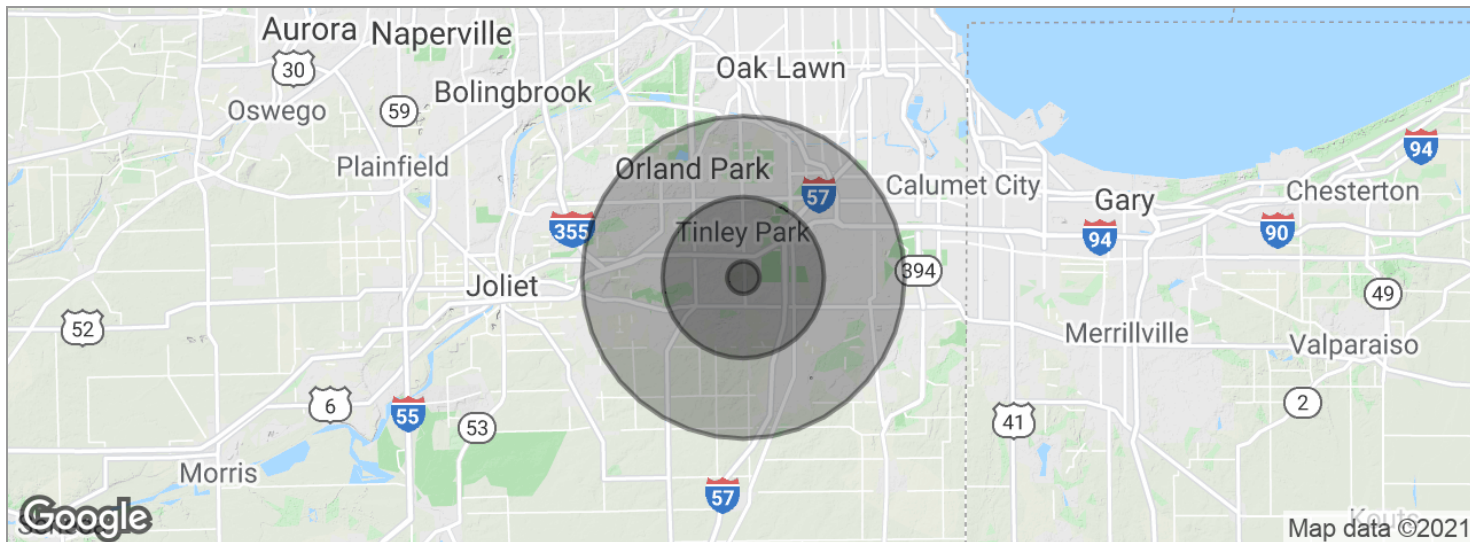 Aurora
Naperville
30
Oswego
59
Bolingbrook
Oak Lawn
Plainfield
Orland Park
57
Calumet City
Gary
94
Chesterton
355
Tinley Park
94
90
Joliet
394
49
52
Merrillville
Valparaiso
6
55
53
41
2
Morris
57
Google
Kouts
Map data ©2021